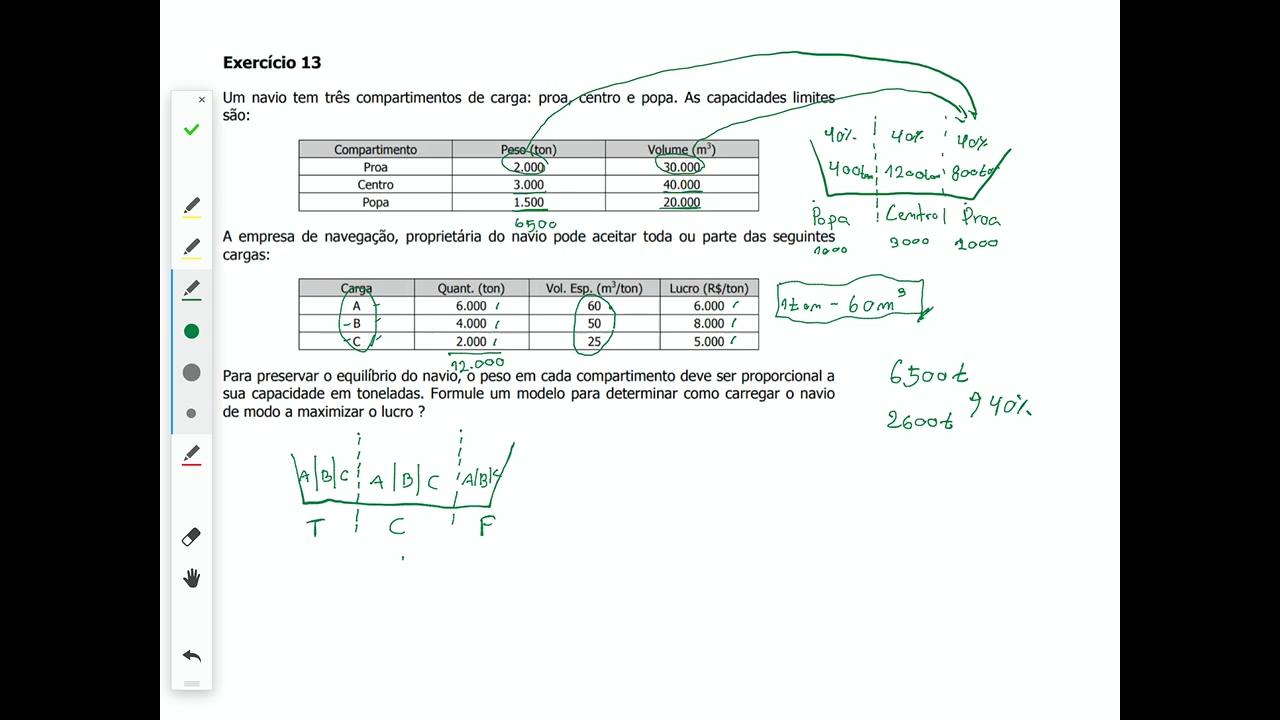 Exercício 13
Um navio tem três compartimentos de carga: proa, centro e popa. As capacidades limites
são:
Compartimento Peso (ton) Volume (m³)
Proa 2.000 30.000
Centro 3.000 40.000
Popa 1.500 20.000
6500
40% 40% 40%
400ton 1200ton 800ton
Popa Centro Proa
1000 3000 2000
A empresa de navegação, proprietária do navio pode aceitar toda ou parte das seguintes
cargas:
Carga Quant. (ton) Vol. Esp. (m³/ton) Lucro (R$/ton)
A 6.000 60 6.000
B 4.000 50 8.000
C 2.000 25 5.000
12.000
1ton - 60m³
Para preservar o equilíbrio do navio, o peso em cada compartimento deve ser proporcional a
sua capacidade em toneladas. Formule um modelo para determinar como carregar o navio
de modo a maximizar o lucro ?
6500t
2600t 40%
A|B|C A|B|C A|B|C
T C F